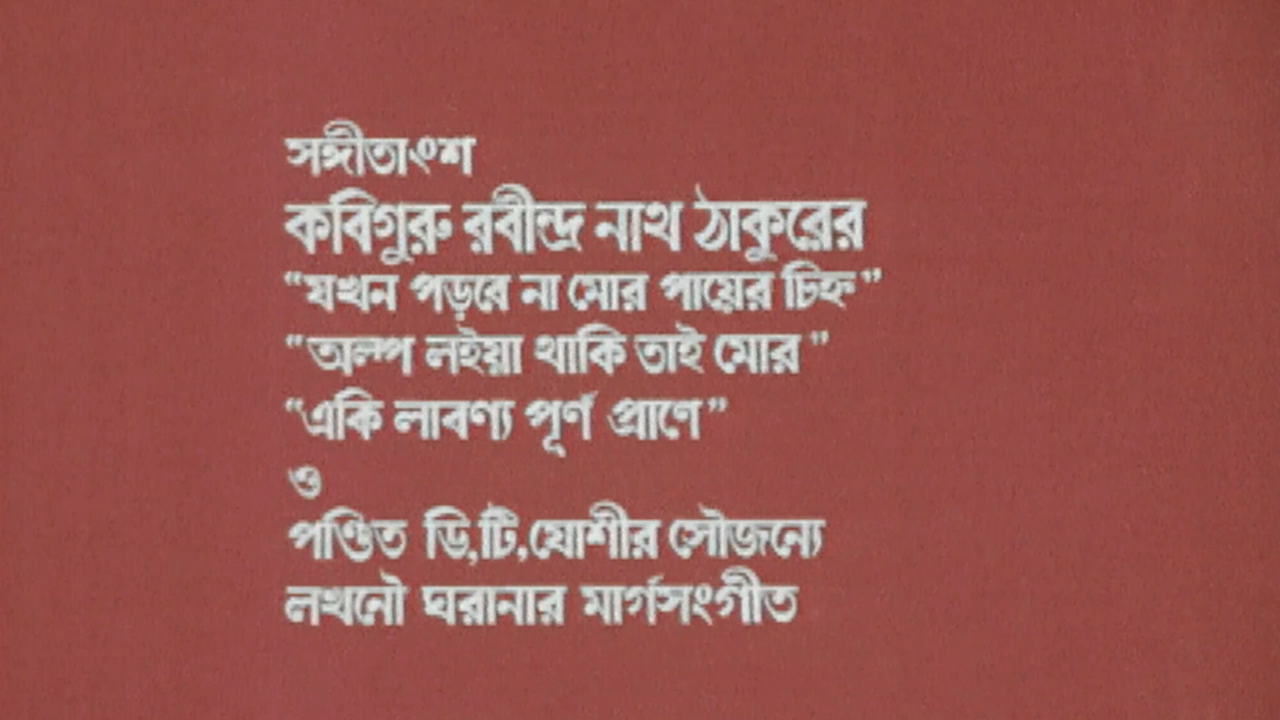 সঙ্গীতাংশ
কবিগুরু রবীন্দ্র নাথ ঠাকুরের
“যখন পড়বে না মোর পায়ের চিহ্ন”
“অল্প লইয়া থাকি তাই মোর ”
“একি লাবণ্য পূর্ণ প্রাণে”
ও
পণ্ডিত ডি,টি,যোশীর সৌজন্যে
লখনৌ ঘরানার মার্গসংগীত